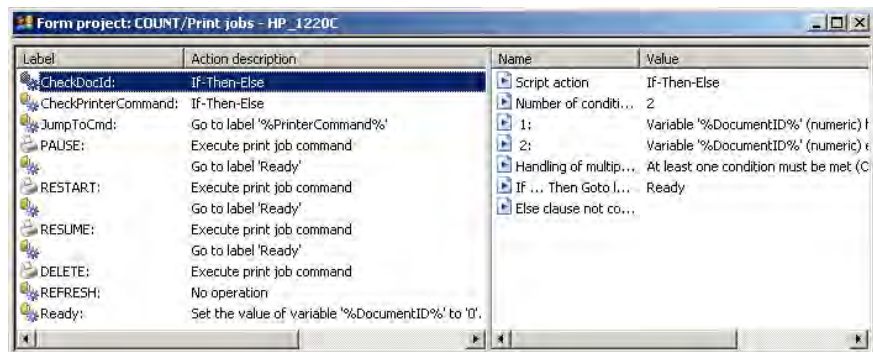 Form project: COUNT/Print jobs - HP_1220C
Label Action description
CheckDocId: If-Then-Else
CheckPrinterCommand: If-Then-Else
JumpToCmd: Go to label '%PrinterCommand%'
PAUSE: Execute print job command
Go to label 'Ready'
RESTART: Execute print job command
Go to label 'Ready'
RESUME: Execute print job command
Go to label 'Ready'
DELETE: Execute print job command
REFRESH: No operation
Ready: Set the value of variable '%DocumentID%' to '0'.
Name Value
Script action If-Then-Else
Number of conditi... 2
1: Variable '%DocumentID%' (numeric)
2: Variable '%DocumentID%' (numeric)
Handling of multip... At least one condition must be met (C
If ... Then Goto l... Ready
Else clause not co...